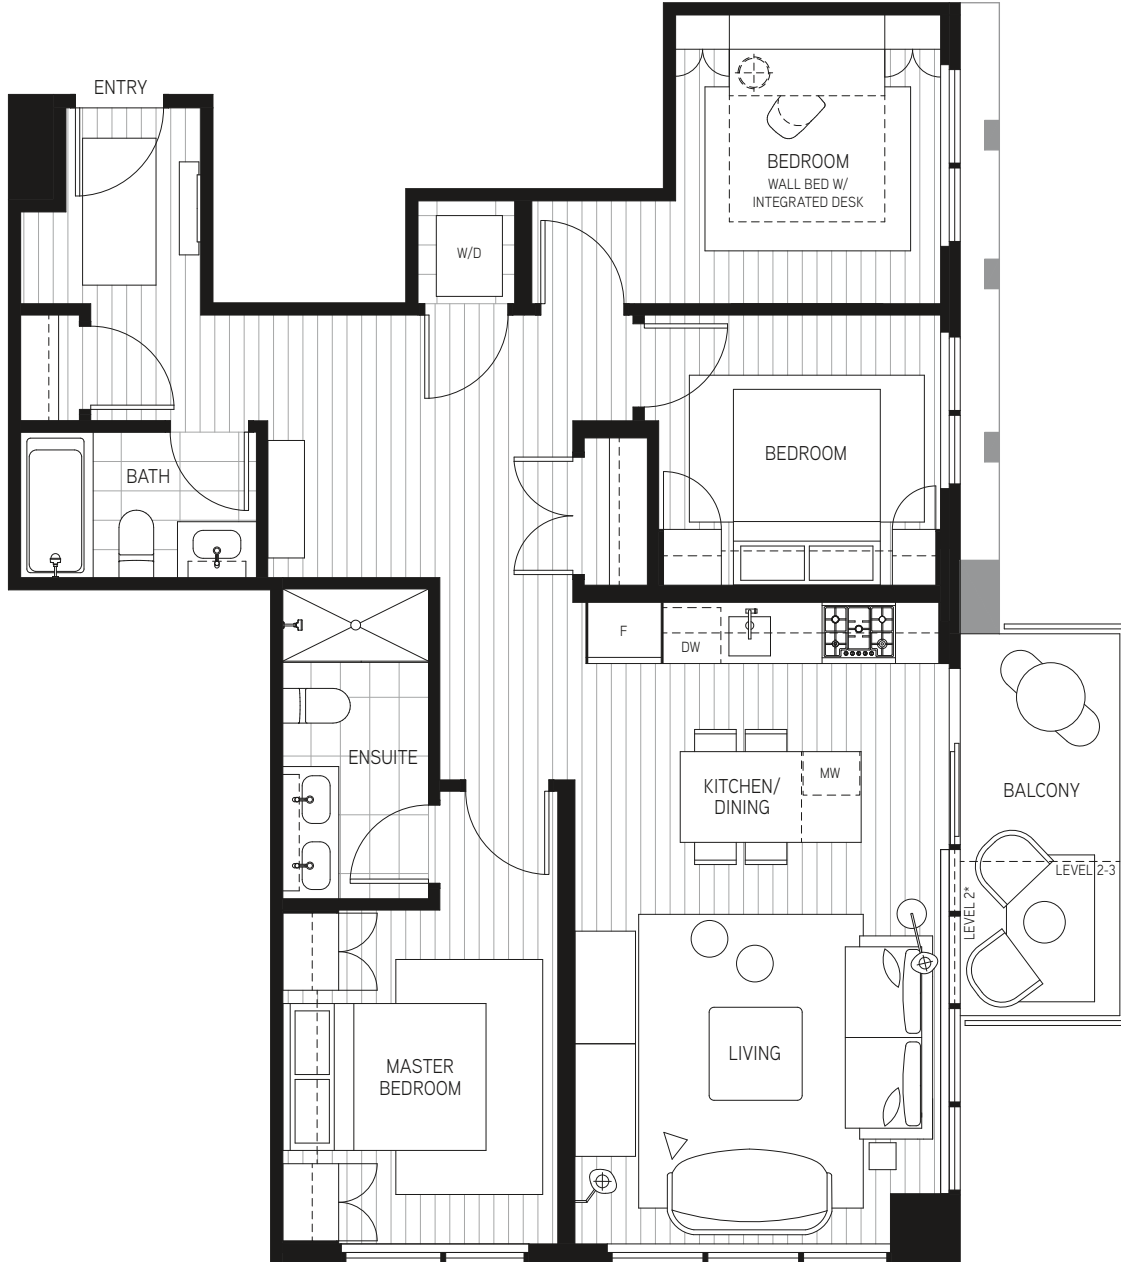 ENTRY
BEDROOM
WALL BED W/
INTEGRATED DESK
W/D
BEDROOM
BATH
F
DW
ENSUITE
KITCHEN/
DINING
MW
BALCONY
LEVEL 2-3
LEVEL 2*
LIVING
MASTER
BEDROOM